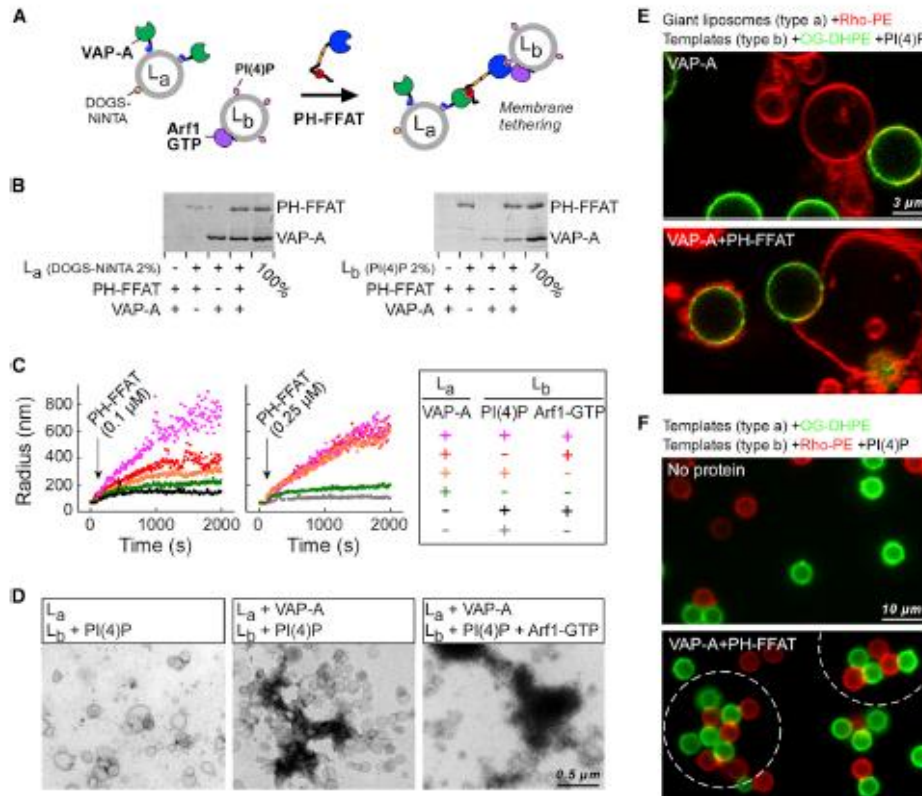 A
VAP-A
PI(4)P
La
Lb
DOGS-
NiNTA
Arf1
GTP
PH-FFAT
Lb
La
Membrane
tethering
B
PH-FFAT
VAP-A
La (DOGS-NiNTA 2%) - + - + 100%
PH-FFAT + + - +
VAP-A + - + +
PH-FFAT
VAP-A
Lb (PI(4)P 2%) - + - + 100%
PH-FFAT + + - +
VAP-A + - + +
C
Radius (nm)
800
600
400
200
0 1000 2000
Time (s)
PH-FFAT
(0.1 µM)
0 1000 2000
Time (s)
PH-FFAT
(0.25 µM)
La Lb
VAP-A PI(4)P Arf1-GTP
+ + +
+ - +
+ + -
+ - -
- + +
- + -
D
La
Lb + PI(4)P
La + VAP-A
Lb + PI(4)P
La + VAP-A
Lb + PI(4)P + Arf1-GTP
0.5 µm
E
Giant liposomes (type a) +Rho-PE
Templates (type b) +OG-DHPE +PI(4)P
VAP-A
3 µm
VAP-A+PH-FFAT
F
Templates (type a) +OG-DHPE
Templates (type b) +Rho-PE +PI(4)P
No protein
10 µm
VAP-A+PH-FFAT